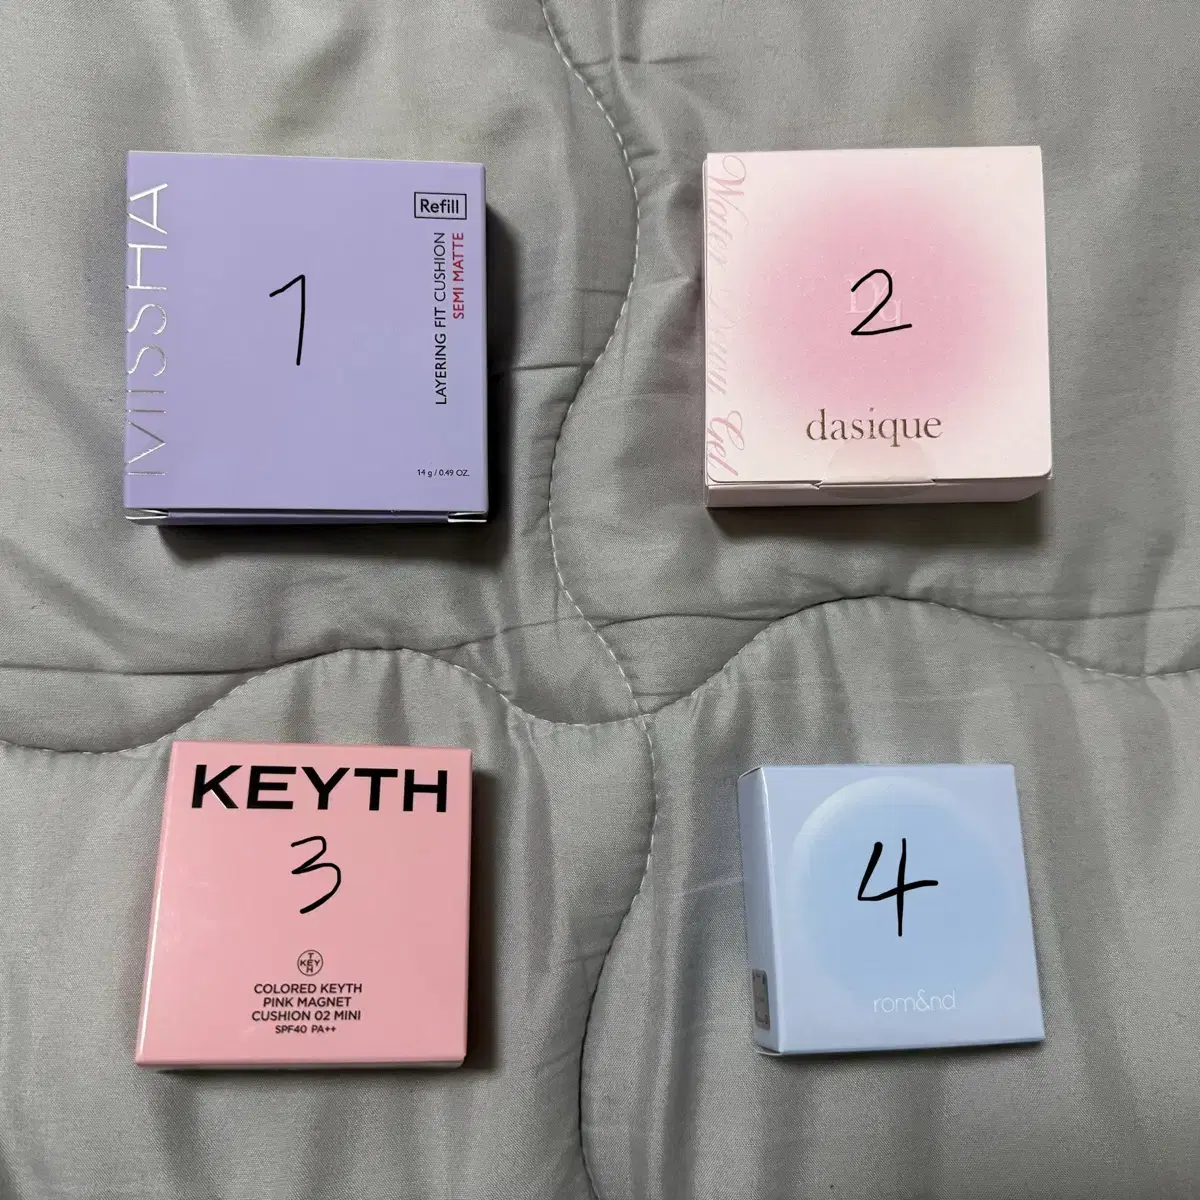 MISSHA
Refill
LAYERING FIT CUSHION
SEMI MATTE
1
14 g / 0.49 OZ.
Water Dewy Gel
2
dasique
KEYTH
3
COLORED KEYTH
PINK MAGNET
CUSHION 02 MINI
SPF40 PA++
4
rom&nd